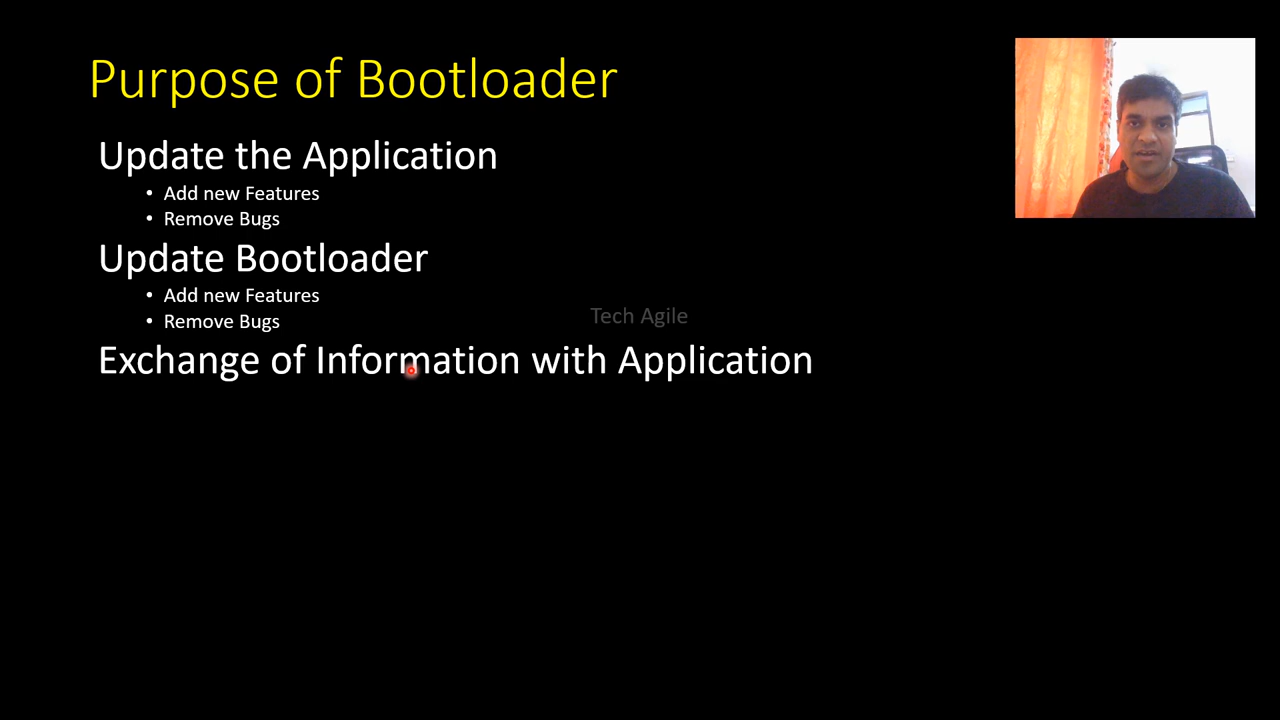 Purpose of Bootloader
Update the Application
• Add new Features
• Remove Bugs
Update Bootloader
• Add new Features
• Remove Bugs
Tech Agile
Exchange of Information with Application